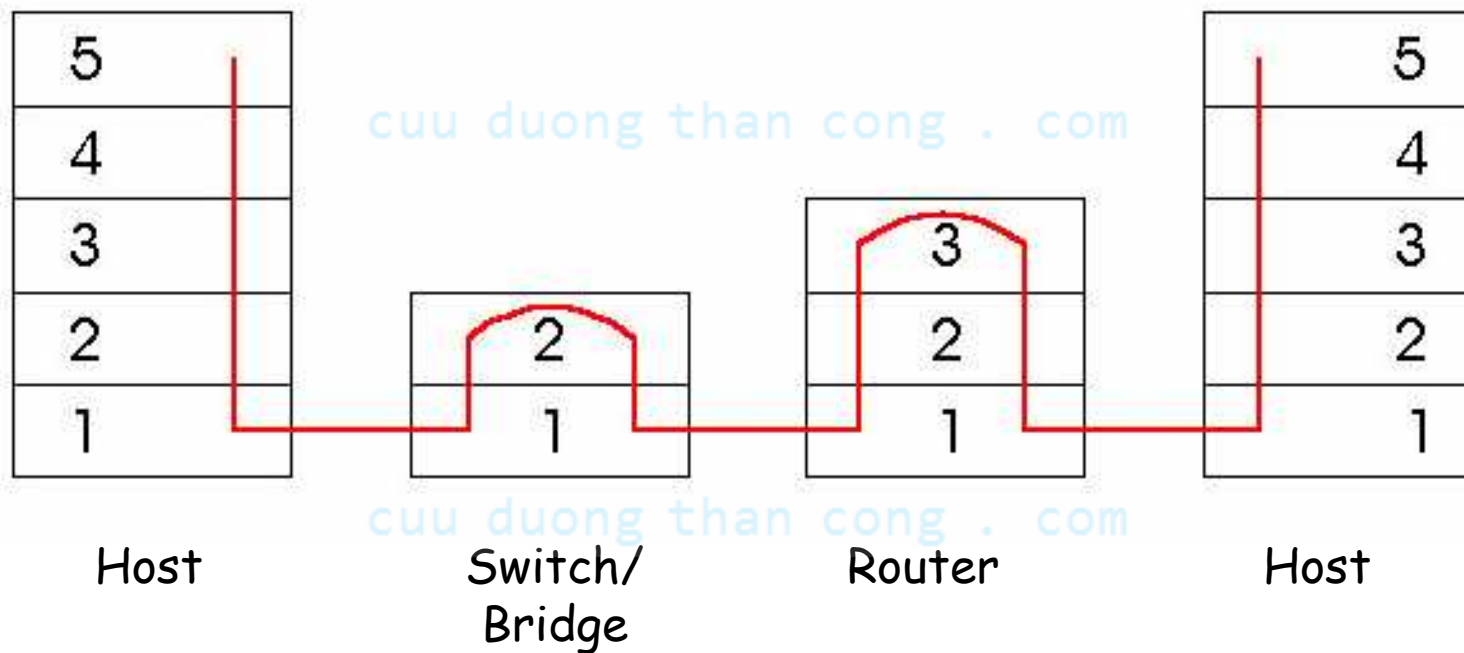 5 5
cuu duong than cong . com
4 4
3 3 3
2 2 2 2
1 1 1 1
cuu duong than cong . com
Host Switch/ Router Host
Bridge